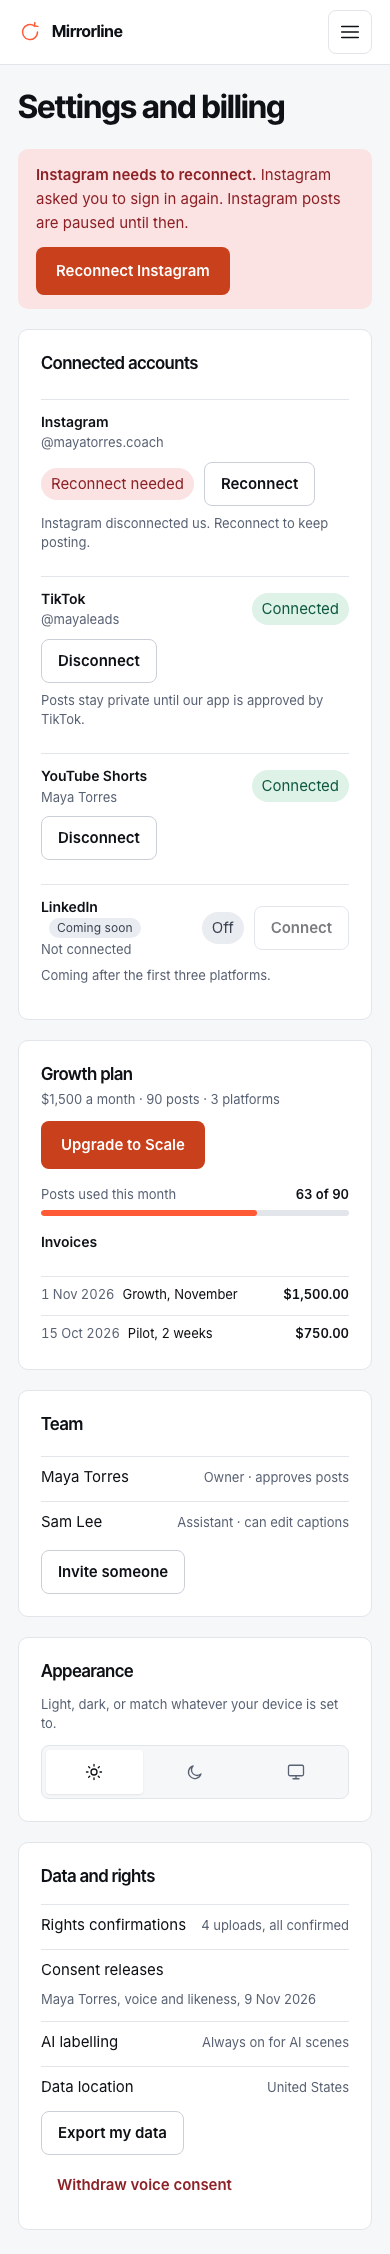 Mirrorline
Settings and billing
Instagram needs to reconnect. Instagram
asked you to sign in again. Instagram posts
are paused until then.
Reconnect Instagram
Connected accounts
Instagram
@mayatorres.coach
Reconnect needed
Reconnect
Instagram disconnected us. Reconnect to keep
posting.
TikTok
@mayaleads
Connected
Disconnect
Posts stay private until our app is approved by
TikTok.
YouTube Shorts
Maya Torres
Connected
Disconnect
LinkedIn
Coming soon
Not connected
Off
Connect
Coming after the first three platforms.
Growth plan
$1,500 a month · 90 posts · 3 platforms
Upgrade to Scale
Posts used this month 63 of 90
Invoices
1 Nov 2026 Growth, November $1,500.00
15 Oct 2026 Pilot, 2 weeks $750.00
Team
Maya Torres Owner · approves posts
Sam Lee Assistant · can edit captions
Invite someone
Appearance
Light, dark, or match whatever your device is set
to.
Data and rights
Rights confirmations 4 uploads, all confirmed
Consent releases
Maya Torres, voice and likeness, 9 Nov 2026
AI labelling Always on for AI scenes
Data location United States
Export my data
Withdraw voice consent